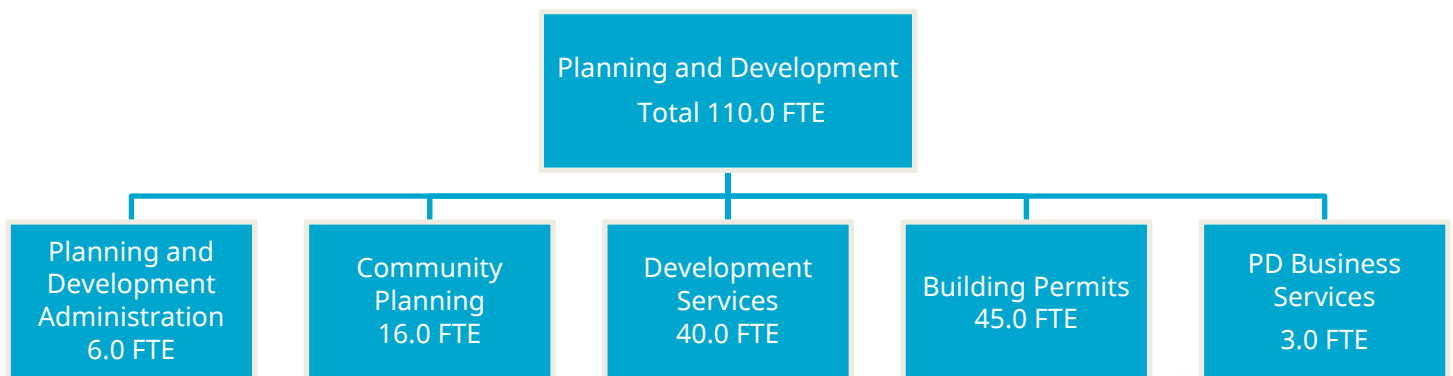 Planning and Development
Total 110.0 FTE
Planning and
Development
Administration
6.0 FTE
Community
Planning
16.0 FTE
Development
Services
40.0 FTE
Building Permits
45.0 FTE
PD Business
Services
3.0 FTE